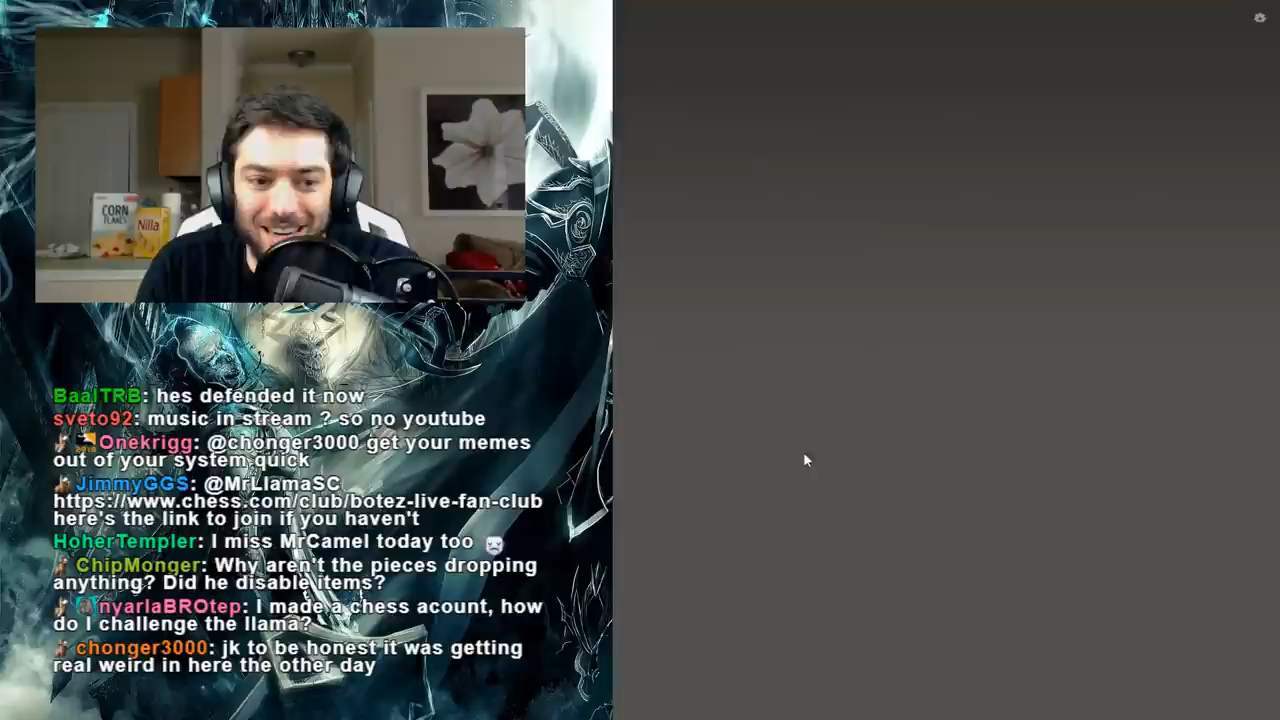 CORN
FLAKES
Nilla
BaalTRB: hes defended it now
sveto92: music in stream ? so no youtube
Onekrigg: @chonger3000 get your memes
out of your system quick
JimmyGGS: @MrLlamaSC
https://www.chess.com/club/botez-live-fan-club
here's the link to join if you haven't
HoherTempler: I miss MrCamel today too
ChipMonger: Why aren't the pieces dropping
anything? Did he disable items?
nyarlaBROtep: I made a chess acount, how
do I challenge the llama?
chonger3000: jk to be honest it was getting
real weird in here the other day